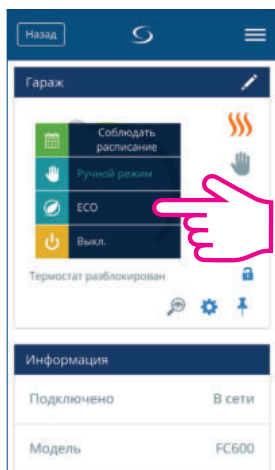 Назад
Гараж
Соблюдать
расписание
Ручной режим
ECO
Выкл.
Термостат разблокирован
Информация
Подключено В сети
Модель FC600